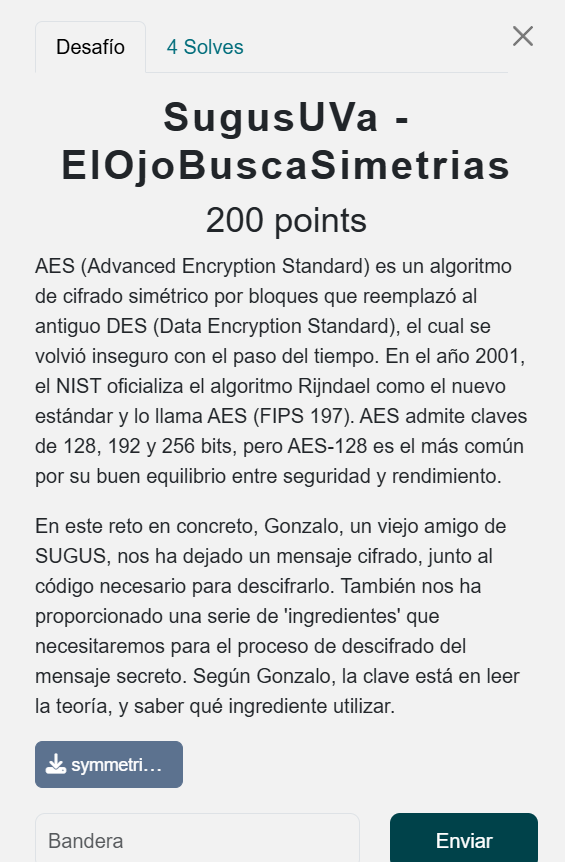 Desafío
4 Solves
SugusUVa -
ElOjoBuscaSimetrias
200 points
AES (Advanced Encryption Standard) es un algoritmo
de cifrado simétrico por bloques que reemplazó al
antiguo DES (Data Encryption Standard), el cual se
volvió inseguro con el paso del tiempo. En el año 2001,
el NIST oficializa el algoritmo Rijndael como el nuevo
estándar y lo llama AES (FIPS 197). AES admite claves
de 128, 192 y 256 bits, pero AES-128 es el más común
por su buen equilibrio entre seguridad y rendimiento.
En este reto en concreto, Gonzalo, un viejo amigo de
SUGUS, nos ha dejado un mensaje cifrado, junto al
código necesario para descifrarlo. También nos ha
proporcionado una serie de 'ingredientes' que
necesitaremos para el proceso de descifrado del
mensaje secreto. Según Gonzalo, la clave está en leer
la teoría, y saber qué ingrediente utilizar.
symmetri…
Bandera
Enviar